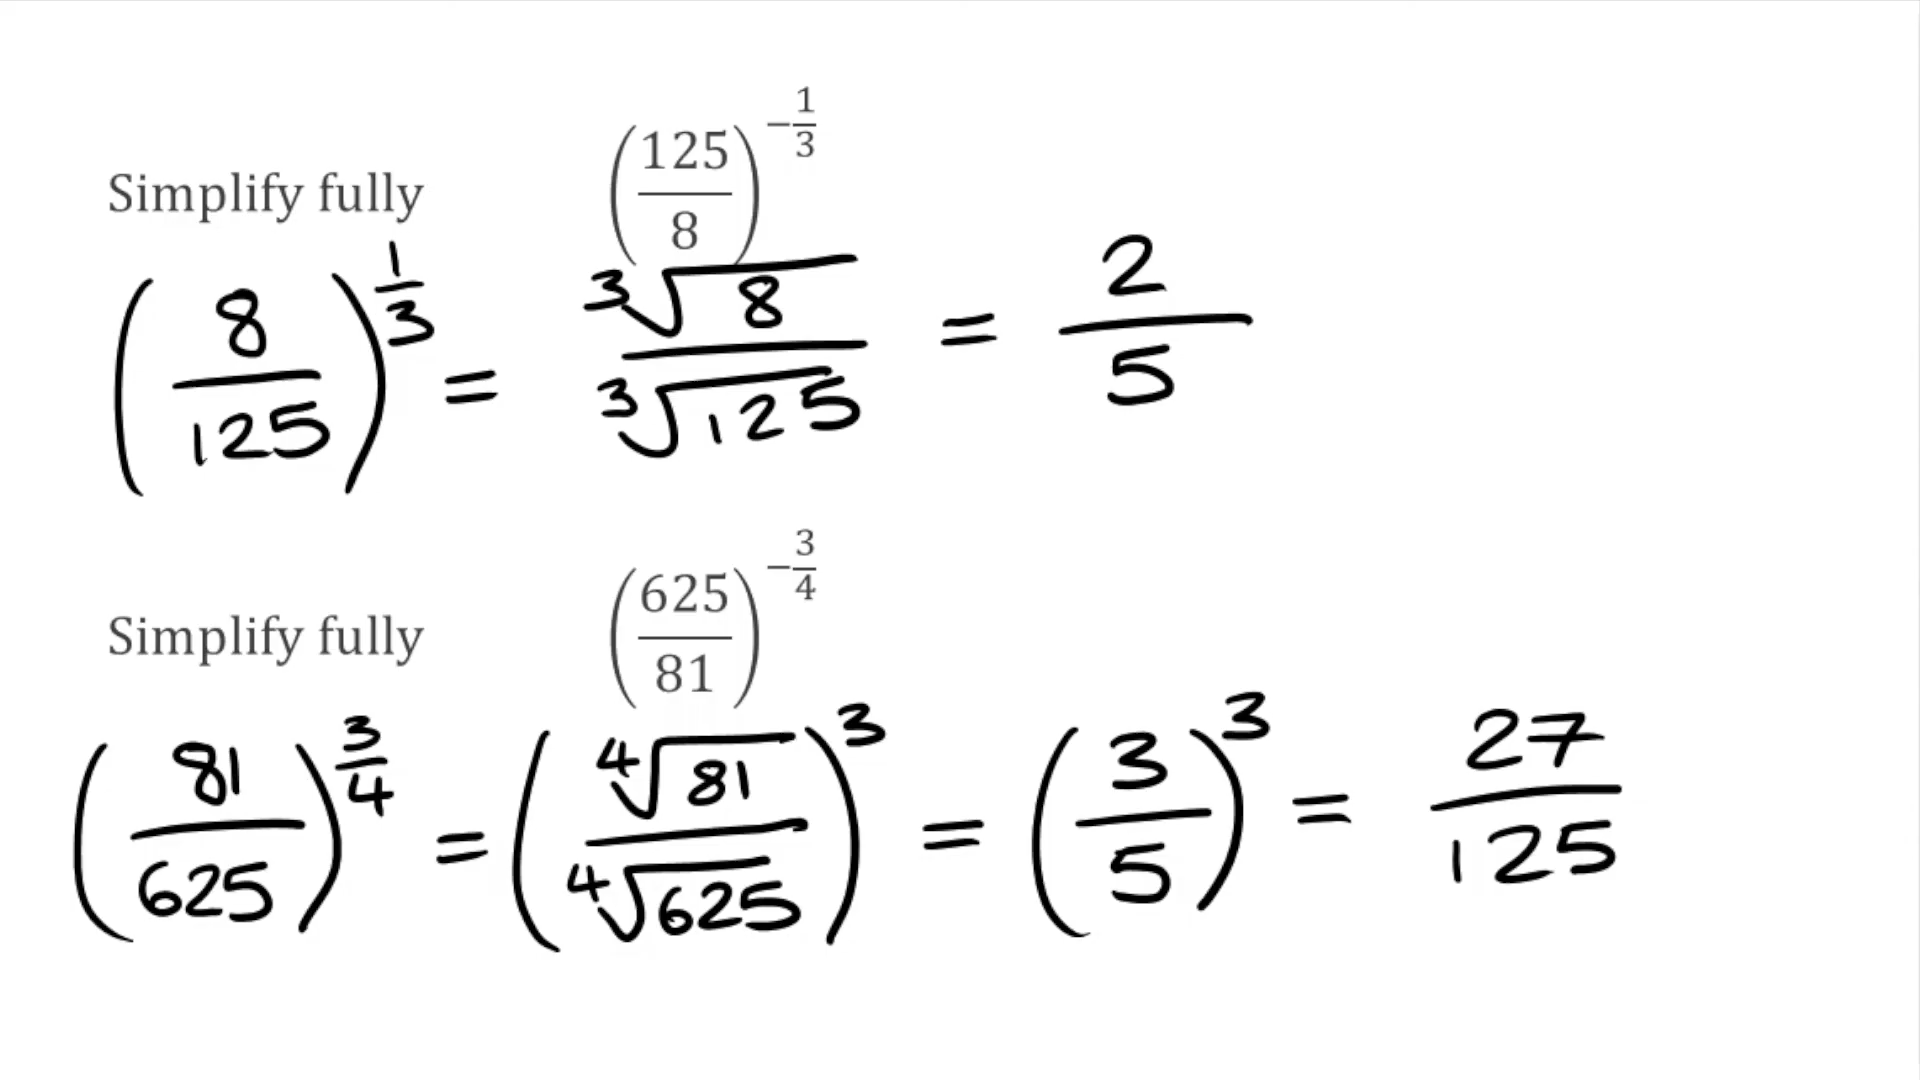 Simplify fully (125/8)^(-1/3)
(8/125)^(1/3) = ∛8/∛125 = 2/5
Simplify fully (625/81)^(-3/4)
(81/625)^(3/4) = (∜81/∜625)^3 = (3/5)^3 = 27/125